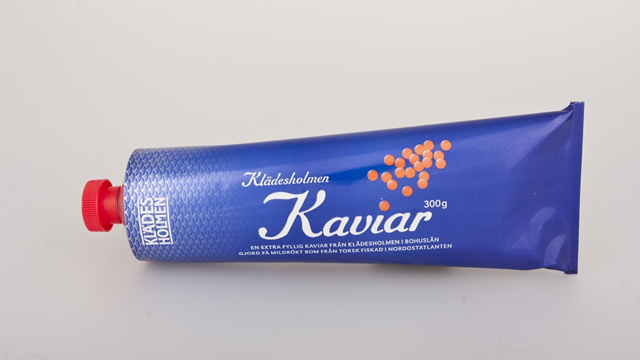 KLÄDES
HOLMEN
Klädesholmen
Kaviar
300g
EN EXTRA FYLLIG KAVIAR FRÅN KLÄDESHOLMEN I BOHUSLÄN
GJORD PÅ MILDRÖKT ROM FRÅN TORSK FISKAD I NORDOSTATLANTEN